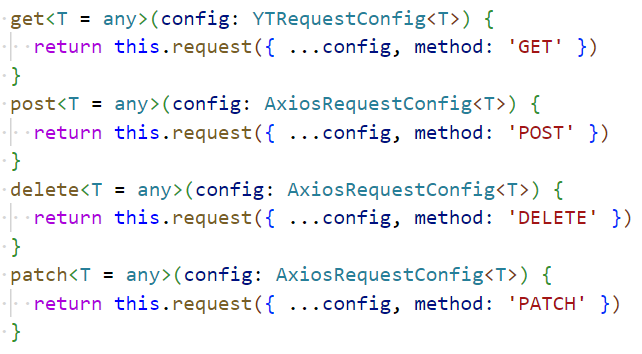 get<T = any>(config: YTRequestConfig<T>) {
  return this.request({ ...config, method: 'GET' })
}
post<T = any>(config: AxiosRequestConfig<T>) {
  return this.request({ ...config, method: 'POST' })
}
delete<T = any>(config: AxiosRequestConfig<T>) {
  return this.request({ ...config, method: 'DELETE' })
}
patch<T = any>(config: AxiosRequestConfig<T>) {
  return this.request({ ...config, method: 'PATCH' })
}